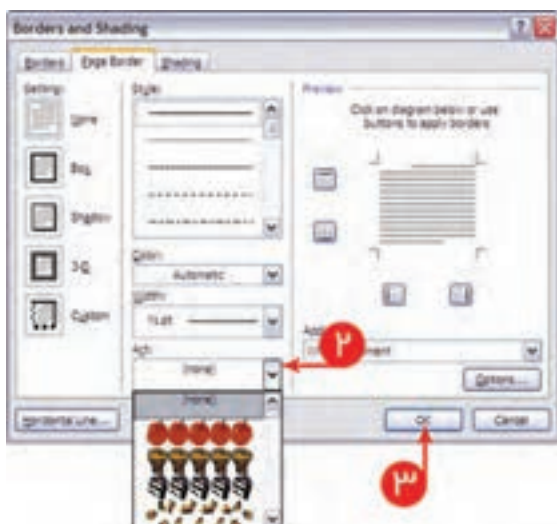 Borders and Shading
Borders Page Border Shading
Setting:
None
Box
Shadow
3-D
Custom
Style:
Color:
Automatic
Width:
½ pt
Art:
(none)
(none)
Preview
Click on diagram below or use
buttons to apply borders
۲
Options...
Horizontal Line...
OK
Cancel
۳